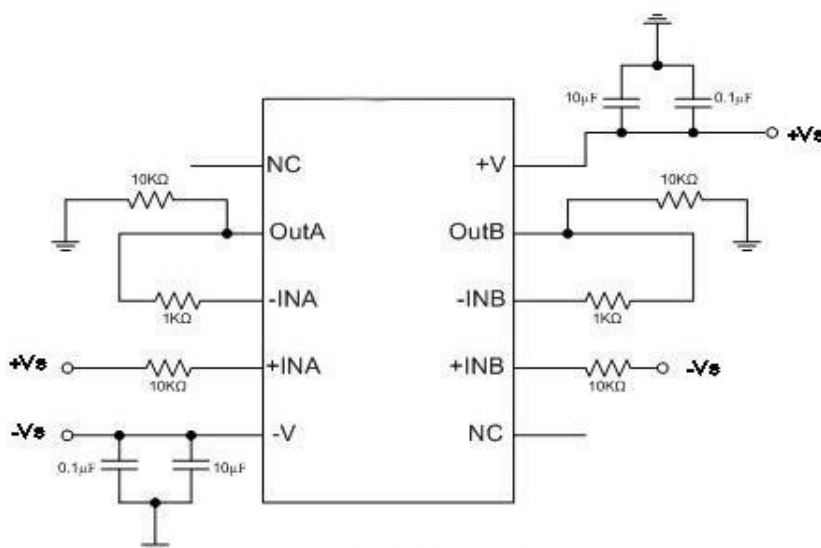 10µF
0.1µF
+Vs
NC
+V
10KΩ
10KΩ
OutA
OutB
-INA
-INB
1KΩ
1KΩ
+Vs
+INA
+INB
-Vs
10KΩ
10KΩ
-Vs
-V
NC
0.1µF
10µF